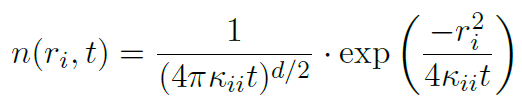 n(r_i, t) = \frac{1}{(4\pi\kappa_{ii}t)^{d/2}} \cdot \exp\left(\frac{-r_i^2}{4\kappa_{ii}t}\right)